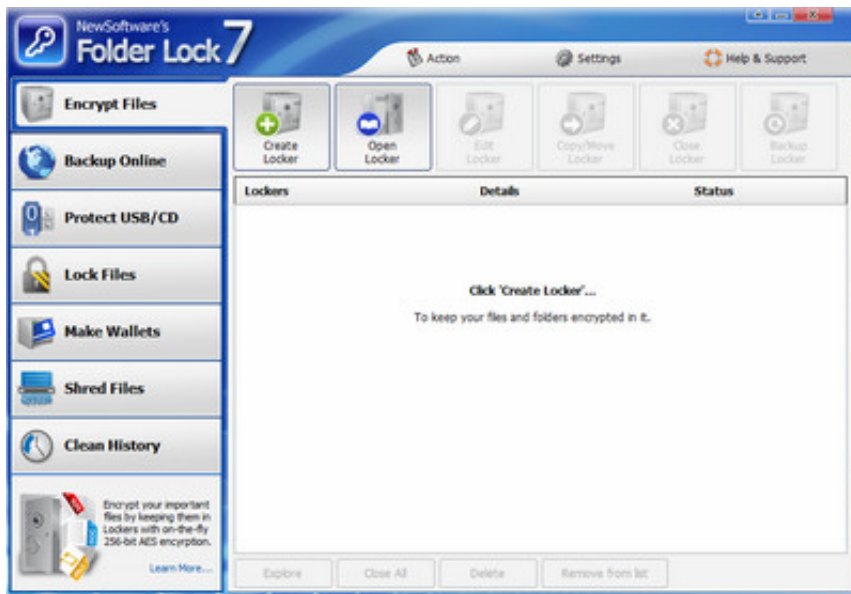 NewSoftware's
Folder Lock 7
Action
Settings
Help & Support
Encrypt Files
Backup Online
Protect USB/CD
Lock Files
Make Wallets
Shred Files
Clean History
Encrypt your important
files by keeping them in
Lockers with on-the-fly
256-bit AES encyrption.
Learn More...
Create
Locker
Open
Locker
Edit
Locker
Copy/Move
Locker
Close
Locker
Backup
Locker
Lockers Details Status
Click 'Create Locker'...
To keep your files and folders encrypted in it.
Explore
Close All
Delete
Remove from list